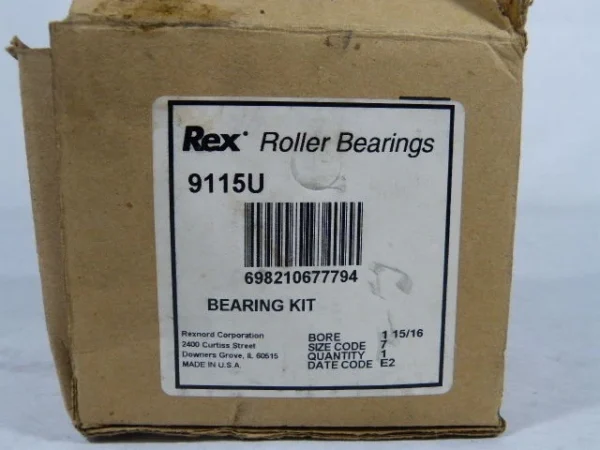 Rex® Roller Bearings
9115U
698210677794
BEARING KIT
Rexnord Corporation
2400 Curtiss Street
Downers Grove, IL 60515
MADE IN U.S.A.
BORE 1 15/16
SIZE CODE 7
QUANTITY 1
DATE CODE E2